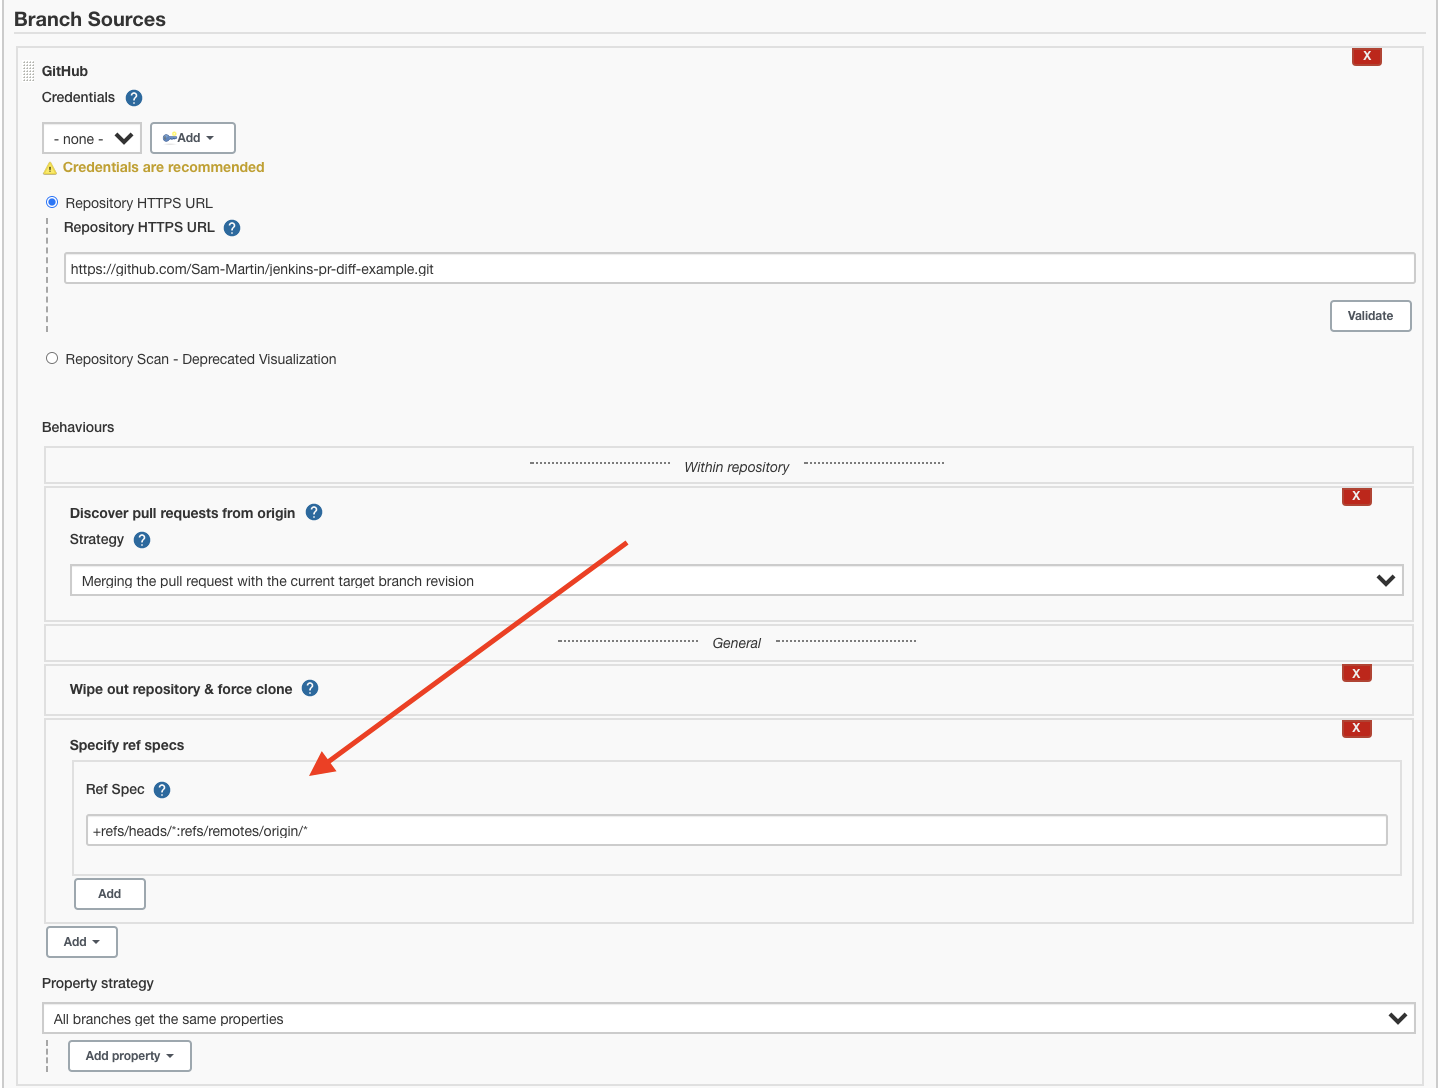 Branch Sources
X
GitHub
Credentials ?
- none - Add
Credentials are recommended
Repository HTTPS URL
Repository HTTPS URL ?
https://github.com/Sam-Martin/jenkins-pr-diff-example.git
Validate
Repository Scan - Deprecated Visualization
Behaviours
Within repository
X
Discover pull requests from origin ?
Strategy ?
Merging the pull request with the current target branch revision
General
X
Wipe out repository & force clone ?
X
Specify ref specs
Ref Spec ?
+refs/heads/*:refs/remotes/origin/*
Add
Add
Property strategy
All branches get the same properties
Add property